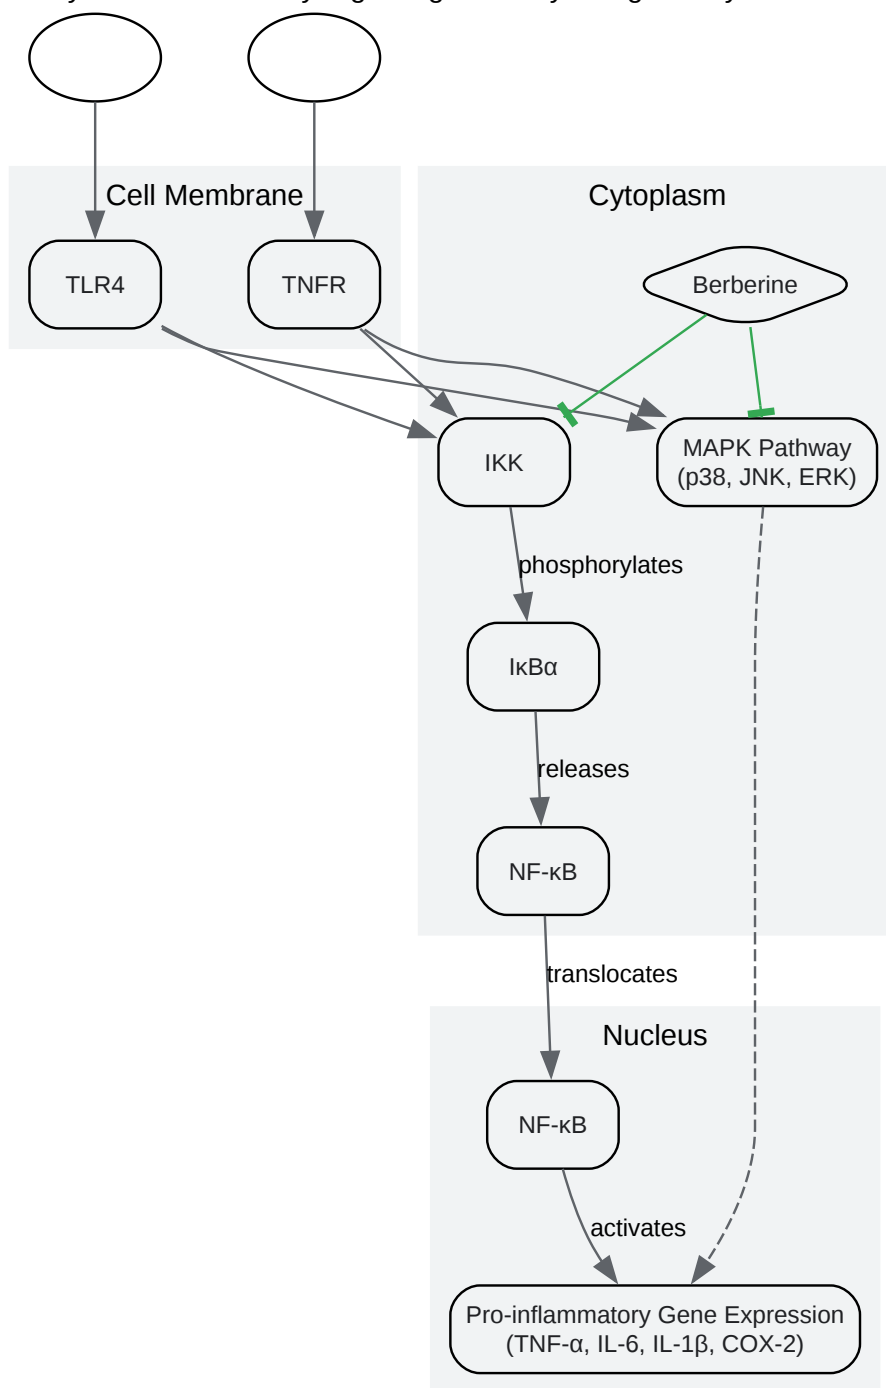 Cell Membrane
Cytoplasm
TLR4
TNFR
Berberine
IKK
MAPK Pathway
(p38, JNK, ERK)
phosphorylates
IκBα
releases
NF-κB
translocates
Nucleus
NF-κB
activates
Pro-inflammatory Gene Expression
(TNF-α, IL-6, IL-1β, COX-2)